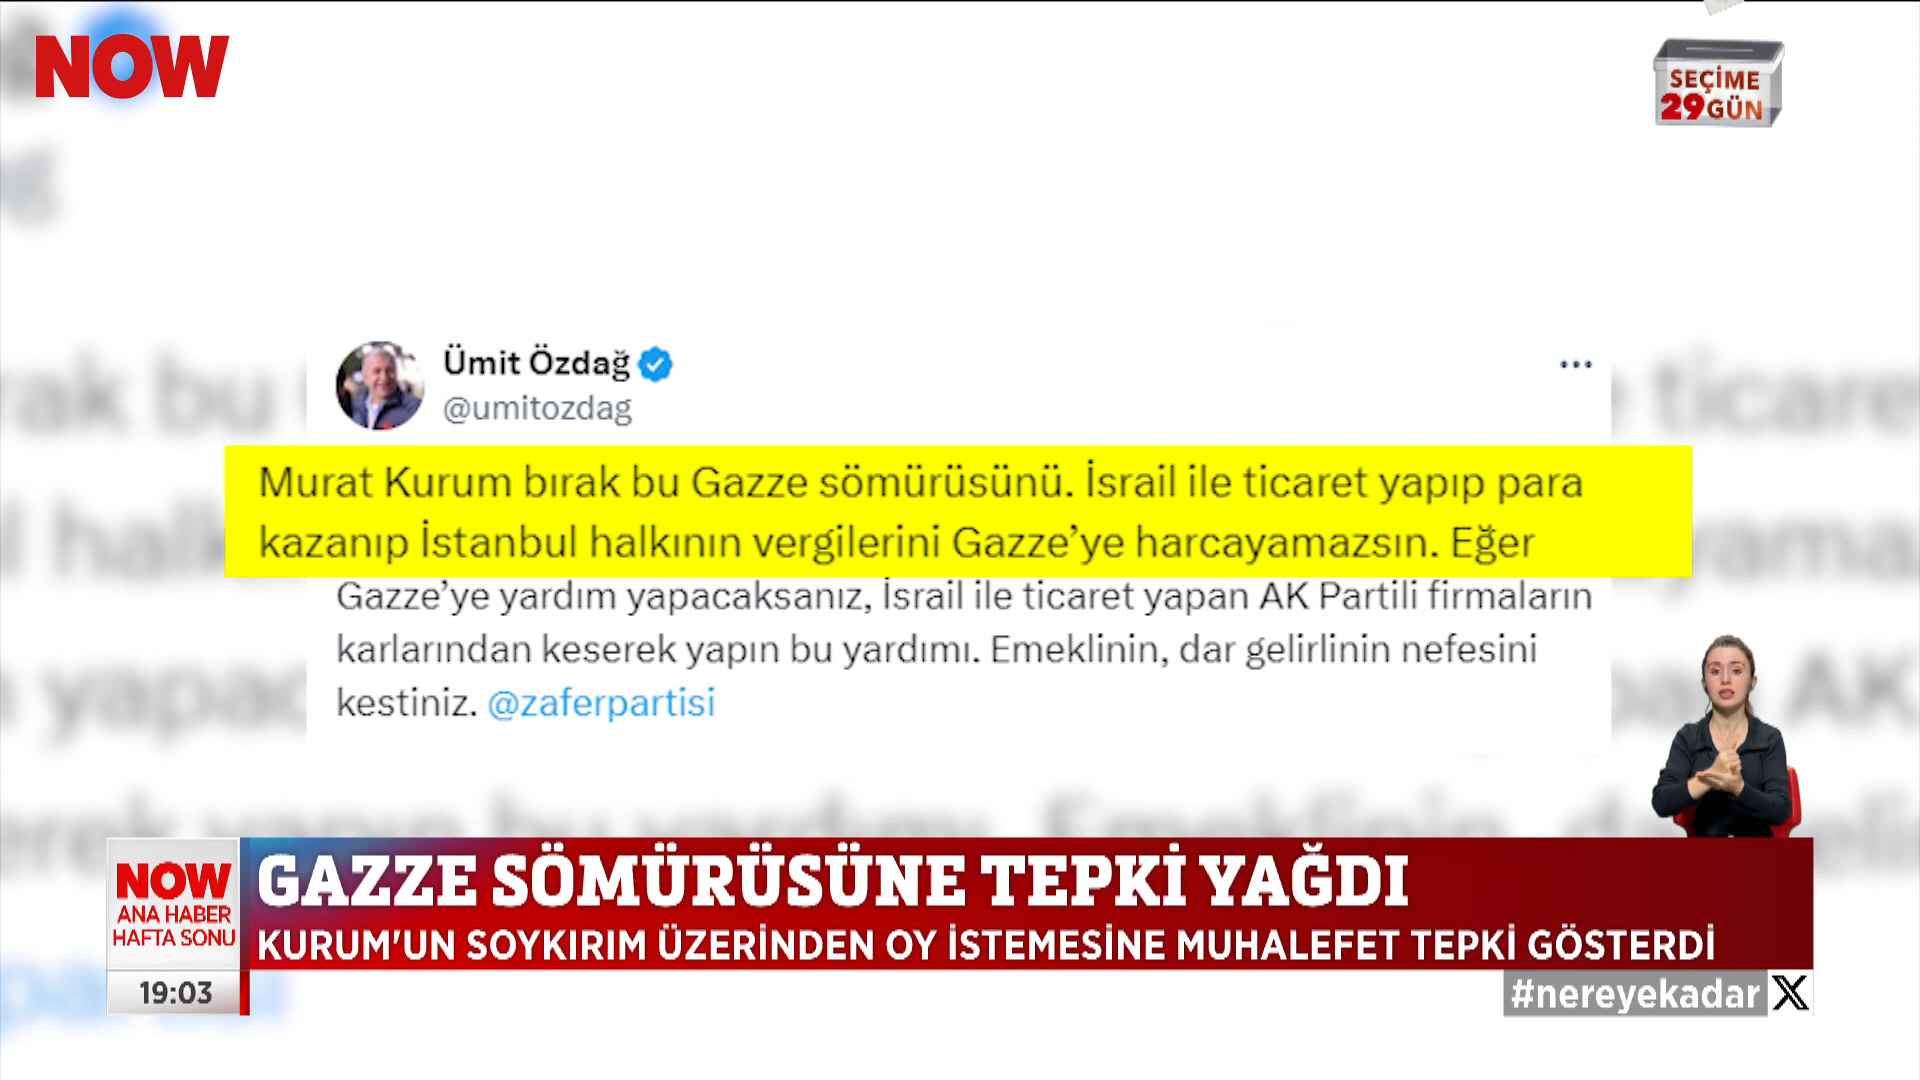 NOW
SEÇİME
29 GÜN
Ümit Özdağ
@umitozdag
Murat Kurum bırak bu Gazze sömürüsünü. İsrail ile ticaret yapıp para
kazanıp İstanbul halkının vergilerini Gazze’ye harcayamazsın. Eğer
Gazze’ye yardım yapacaksanız, İsrail ile ticaret yapan AK Partili firmaların
karlarından keserek yapın bu yardımı. Emeklinin, dar gelirlinin nefesini
kestiniz. @zaferpartisi
NOW
ANA HABER
HAFTA SONU
19:03
GAZZE SÖMÜRÜSÜNE TEPKİ YAĞDI
KURUM'UN SOYKIRIM ÜZERİNDEN OY İSTEMESİNE MUHALEFET TEPKİ GÖSTERDİ
#nereyekadar X